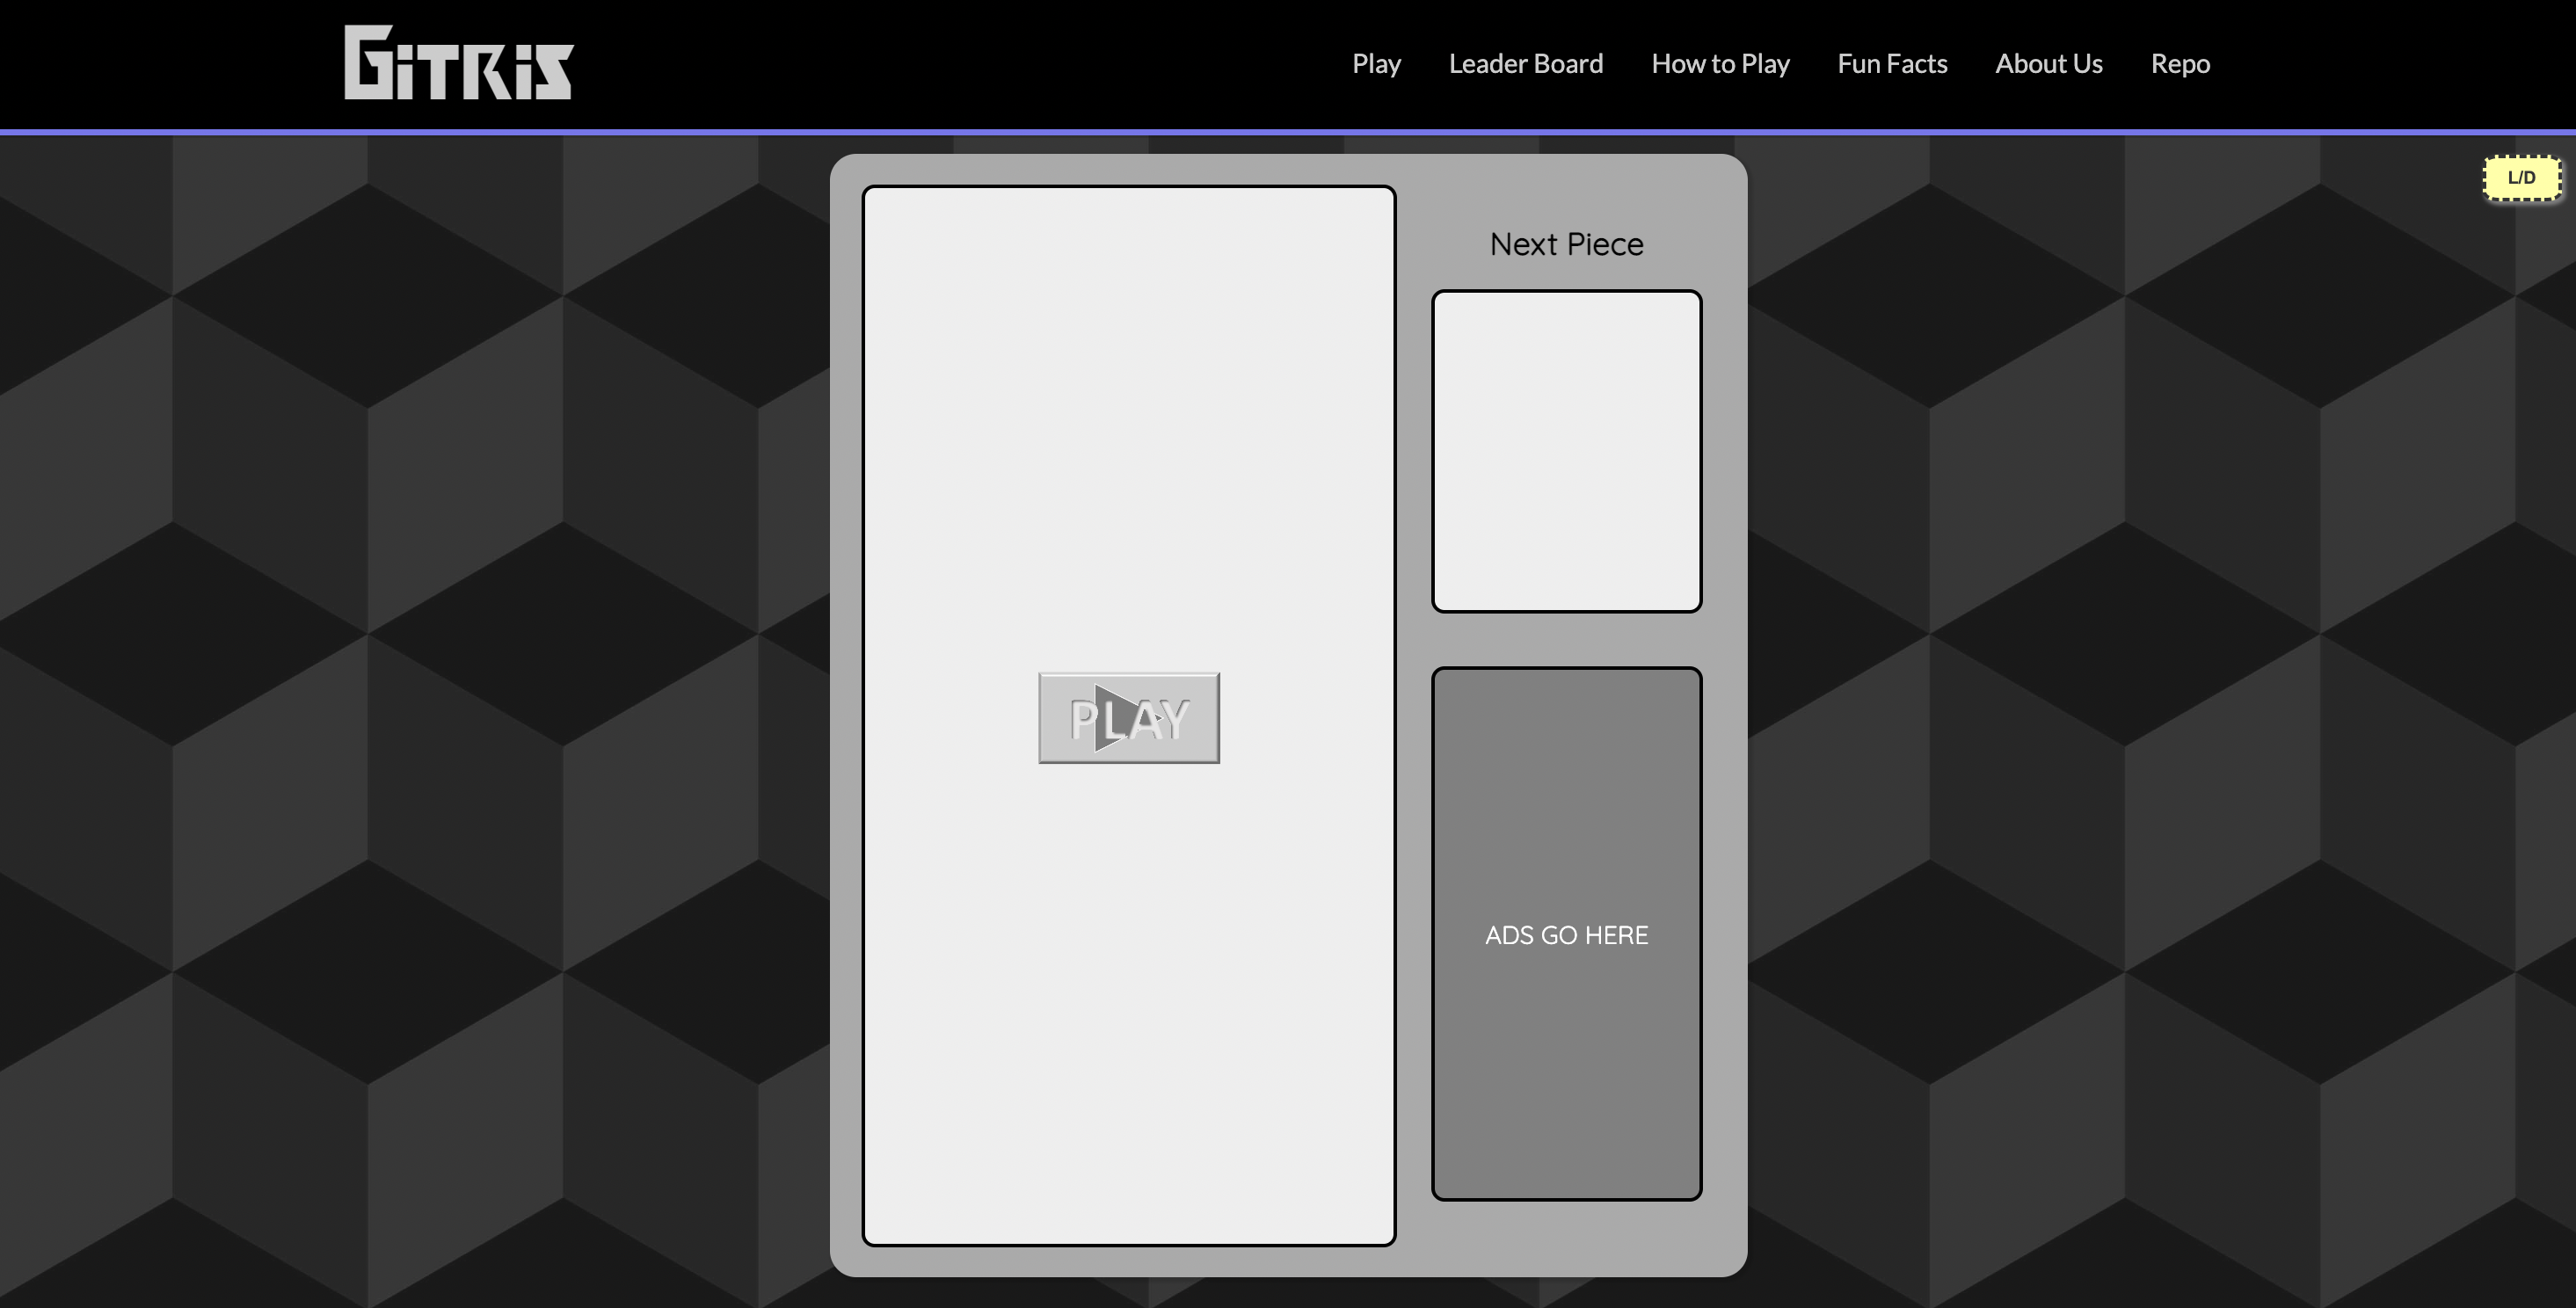 GiTRiS
Play Leader Board How to Play Fun Facts About Us Repo
L/D
Next Piece
PLAY
ADS GO HERE